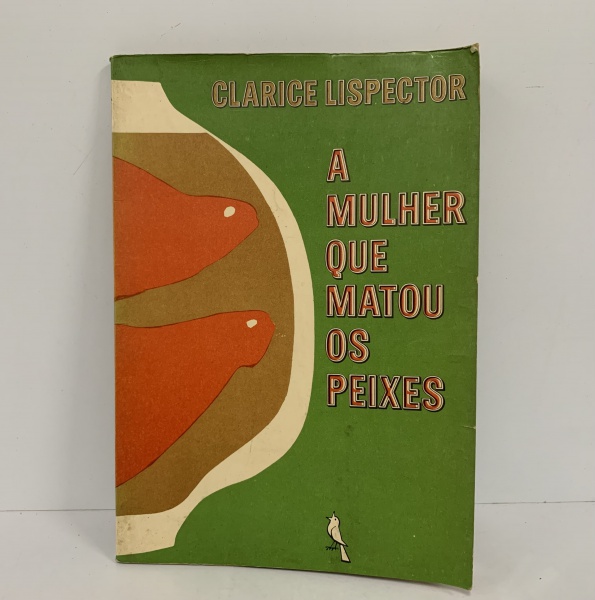 CLARICE LISPECTOR
A
MULHER
QUE
MATOU
OS
PEIXES